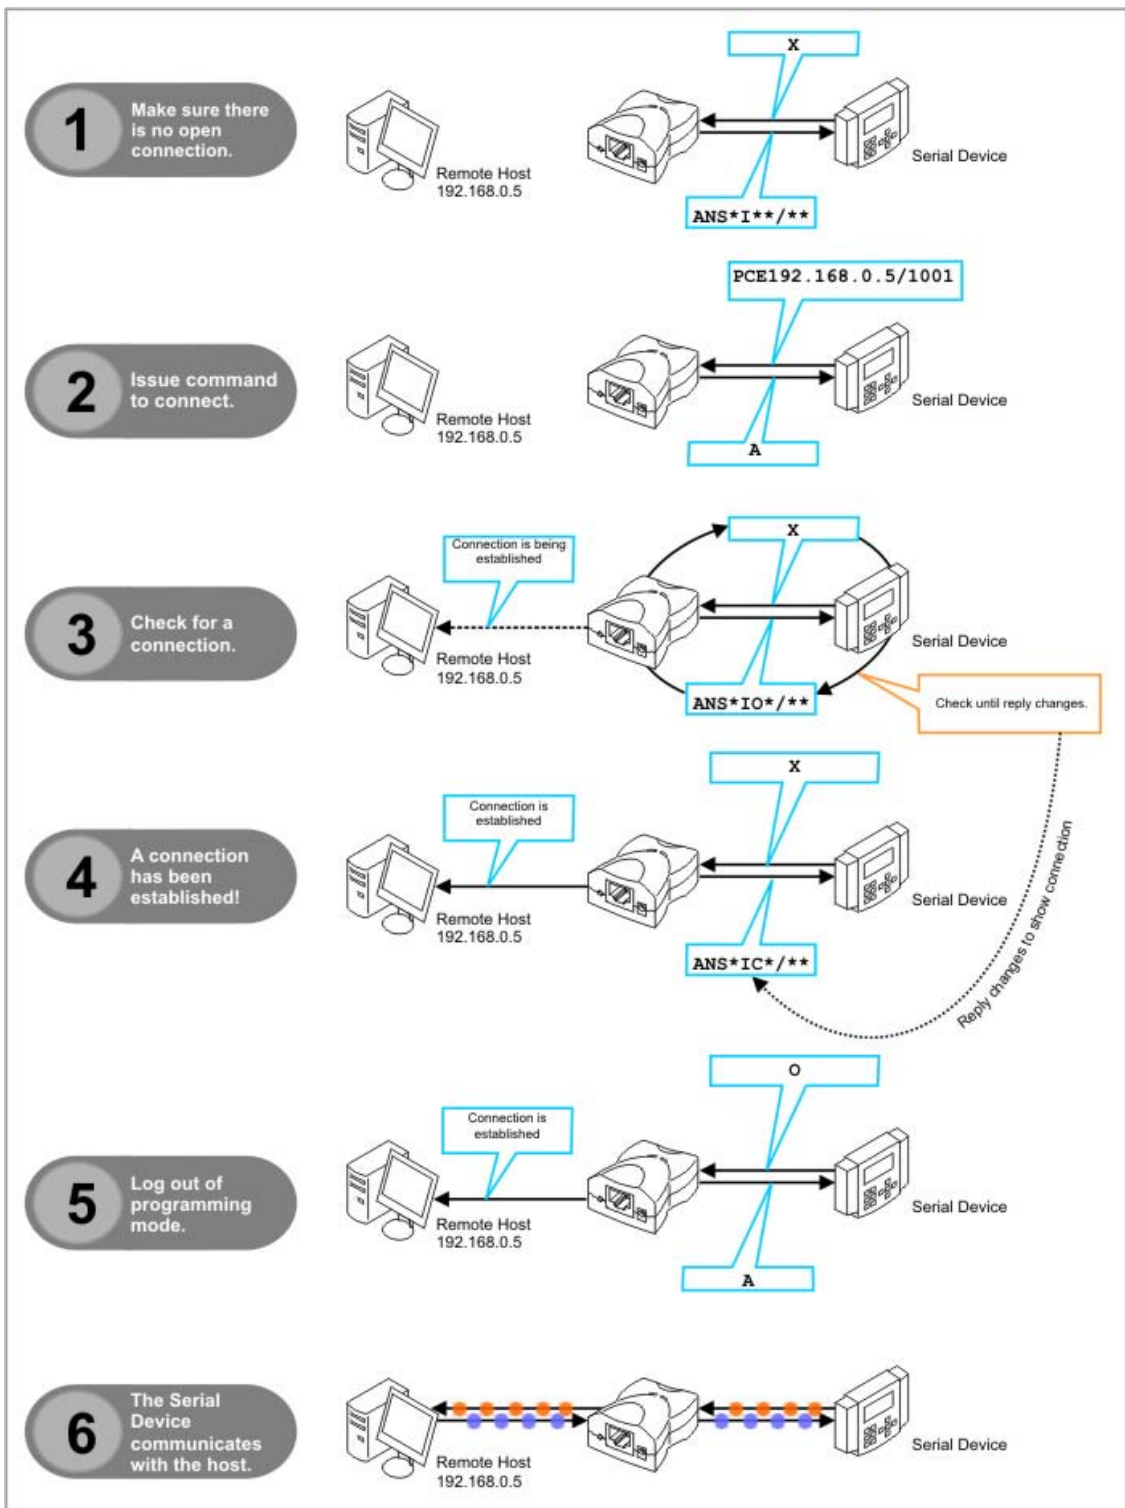 X
1
Make sure there
is no open
connection.
Remote Host
192.168.0.5
Serial Device
ANS*I**/**
PCE192.168.0.5/1001
2
Issue command
to connect.
Remote Host
192.168.0.5
Serial Device
A
X
Connection is being
established
3
Check for a
connection.
Remote Host
192.168.0.5
Serial Device
ANS*IO*/**
Check until reply changes.
X
Connection is
established
4
A connection
has been
established!
Remote Host
192.168.0.5
Serial Device
ANS*IC*/**
Reply changes to show connection
O
Connection is
established
5
Log out of
programming
mode.
Remote Host
192.168.0.5
Serial Device
A
6
The Serial
Device
communicates
with the host.
Remote Host
192.168.0.5
Serial Device